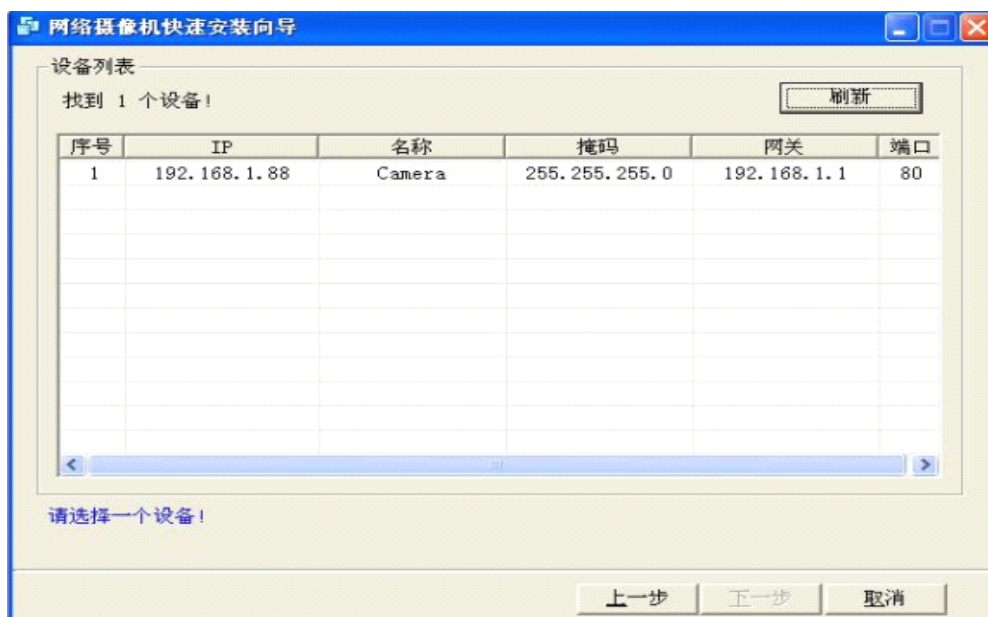 网络摄像机快速安装向导
设备列表
找到 1 个设备!
刷新
序号 IP 名称 掩码 网关 端口
1 192.168.1.88 Camera 255.255.255.0 192.168.1.1 80
请选择一个设备!
上一步 下一步 取消